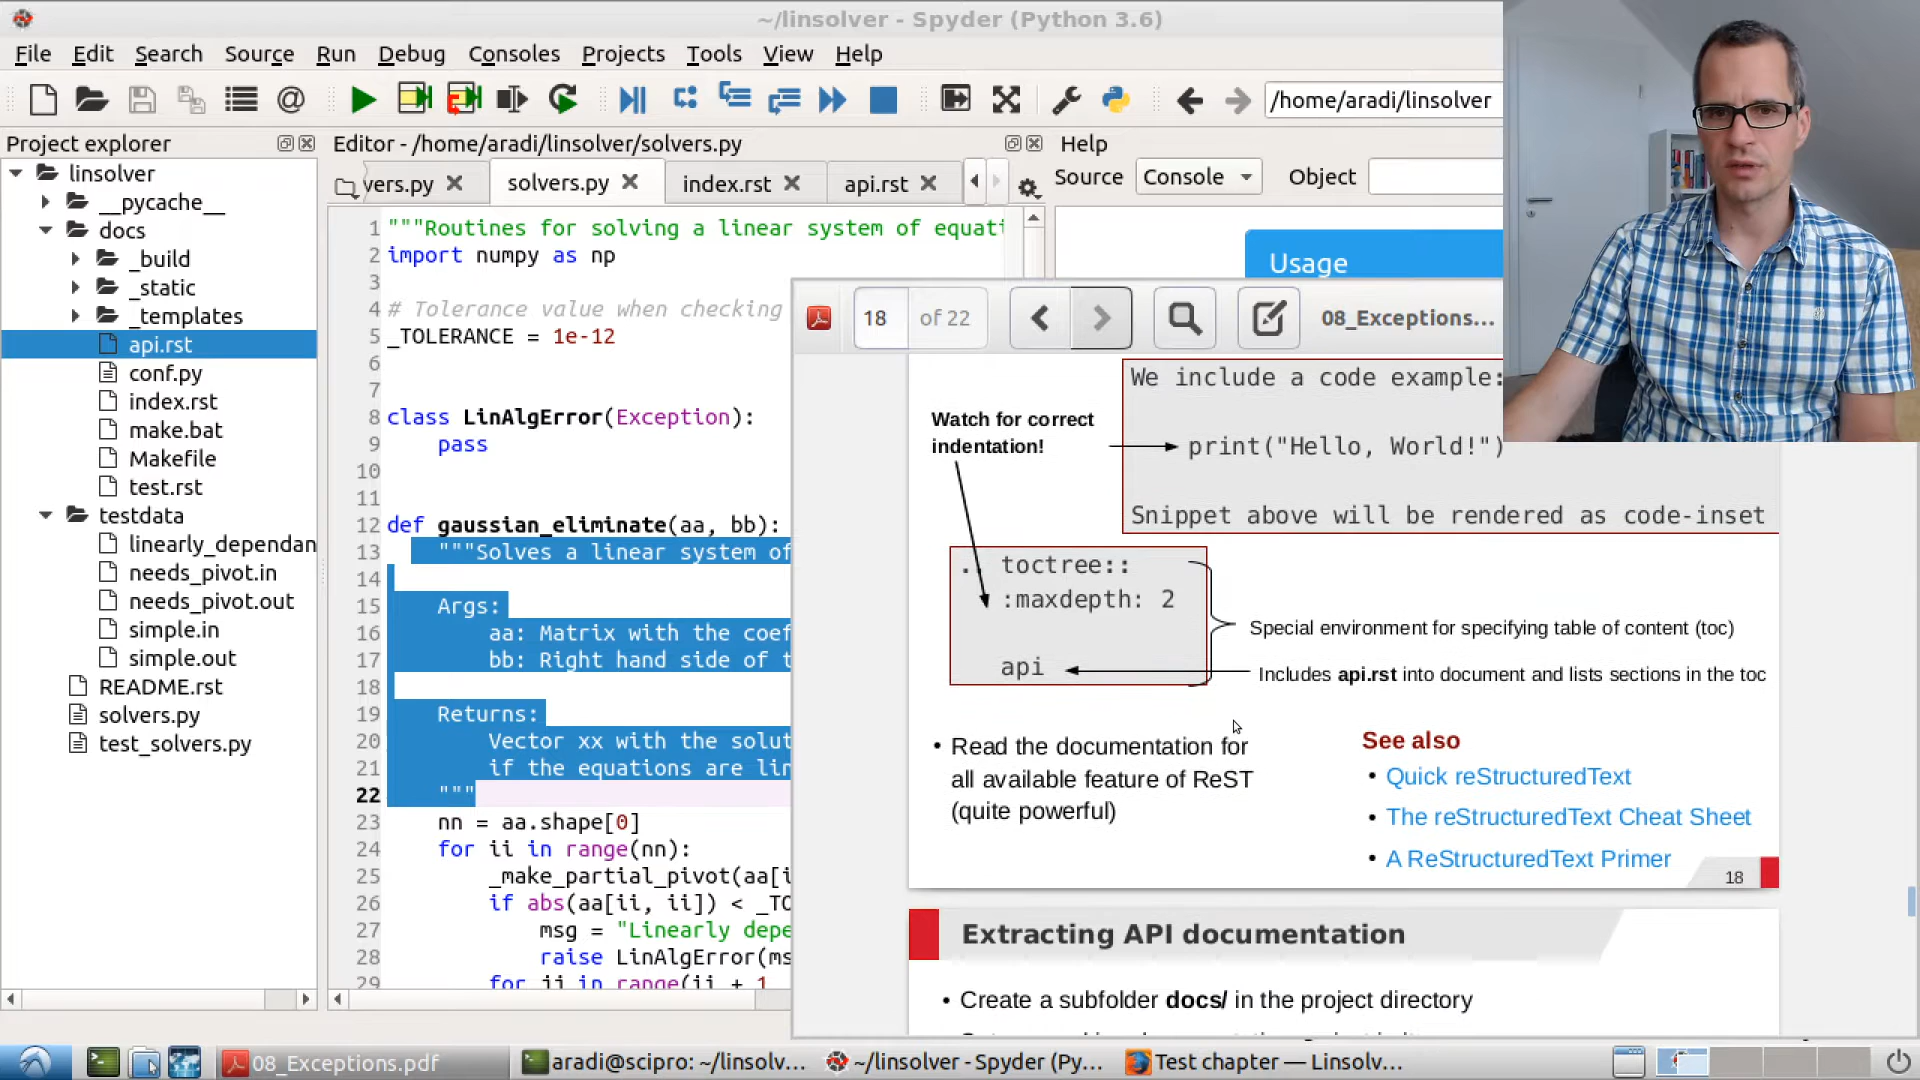 ~/linsolver - Spyder (Python 3.6)
File Edit Search Source Run Debug Consoles Projects Tools View Help
/home/aradi/linsolver
Project explorer
linsolver
__pycache__
docs
_build
_static
_templates
api.rst
conf.py
index.rst
make.bat
Makefile
test.rst
testdata
linearly_dependan
needs_pivot.in
needs_pivot.out
simple.in
simple.out
README.rst
solvers.py
test_solvers.py
Editor - /home/aradi/linsolver/solvers.py
vers.py solvers.py index.rst api.rst
1 """Routines for solving a linear system of equati
2 import numpy as np
3
4 # Tolerance value when checking
5 _TOLERANCE = 1e-12
6
7
8 class LinAlgError(Exception):
9 pass
10
11
12 def gaussian_eliminate(aa, bb):
13 """Solves a linear system of
14
15 Args:
16 aa: Matrix with the coef
17 bb: Right hand side of t
18
19 Returns:
20 Vector xx with the solut
21 if the equations are lin
22 """
23 nn = aa.shape[0]
24 for ii in range(nn):
25 _make_partial_pivot(aa[i
26 if abs(aa[ii, ii]) < _TO
27 msg = "Linearly depe
28 raise LinAlgError(ms
29 for jj in range(ii + 1
Help
Source Console Object
Usage
18 of 22 08_Exceptions...
We include a code example:
Watch for correct
indentation!
print("Hello, World!")
Snippet above will be rendered as code-inset
.. toctree::
:maxdepth: 2
api
Special environment for specifying table of content (toc)
Includes api.rst into document and lists sections in the toc
• Read the documentation for
all available feature of ReST
(quite powerful)
See also
• Quick reStructuredText
• The reStructuredText Cheat Sheet
• A ReStructuredText Primer
18
Extracting API documentation
• Create a subfolder docs/ in the project directory
08_Exceptions.pdf
aradi@scipro: ~/linsolv...
~/linsolver - Spyder (Py...
Test chapter — Linsolv...